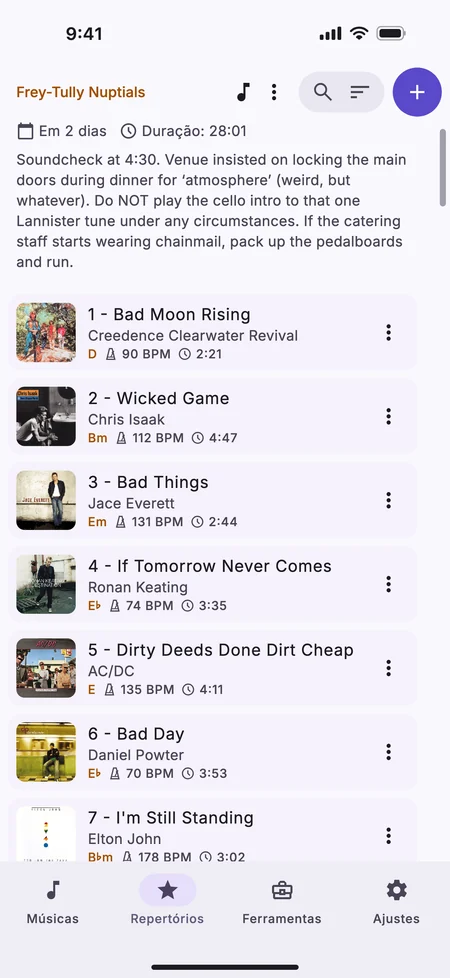 9:41
Frey-Tully Nuptials
Em 2 dias Duração: 28:01
Soundcheck at 4:30. Venue insisted on locking the main
doors during dinner for ‘atmosphere’ (weird, but
whatever). Do NOT play the cello intro to that one
Lannister tune under any circumstances. If the catering
staff starts wearing chainmail, pack up the pedalboards
and run.
1 - Bad Moon Rising
Creedence Clearwater Revival
D 90 BPM 2:21
2 - Wicked Game
Chris Isaak
Bm 112 BPM 4:47
3 - Bad Things
Jace Everett
Em 131 BPM 2:44
4 - If Tomorrow Never Comes
Ronan Keating
E♭ 74 BPM 3:35
5 - Dirty Deeds Done Dirt Cheap
AC/DC
E 135 BPM 4:11
6 - Bad Day
Daniel Powter
E♭ 70 BPM 3:53
7 - I'm Still Standing
Elton John
B♭m 178 BPM 3:02
Músicas Repertórios Ferramentas Ajustes